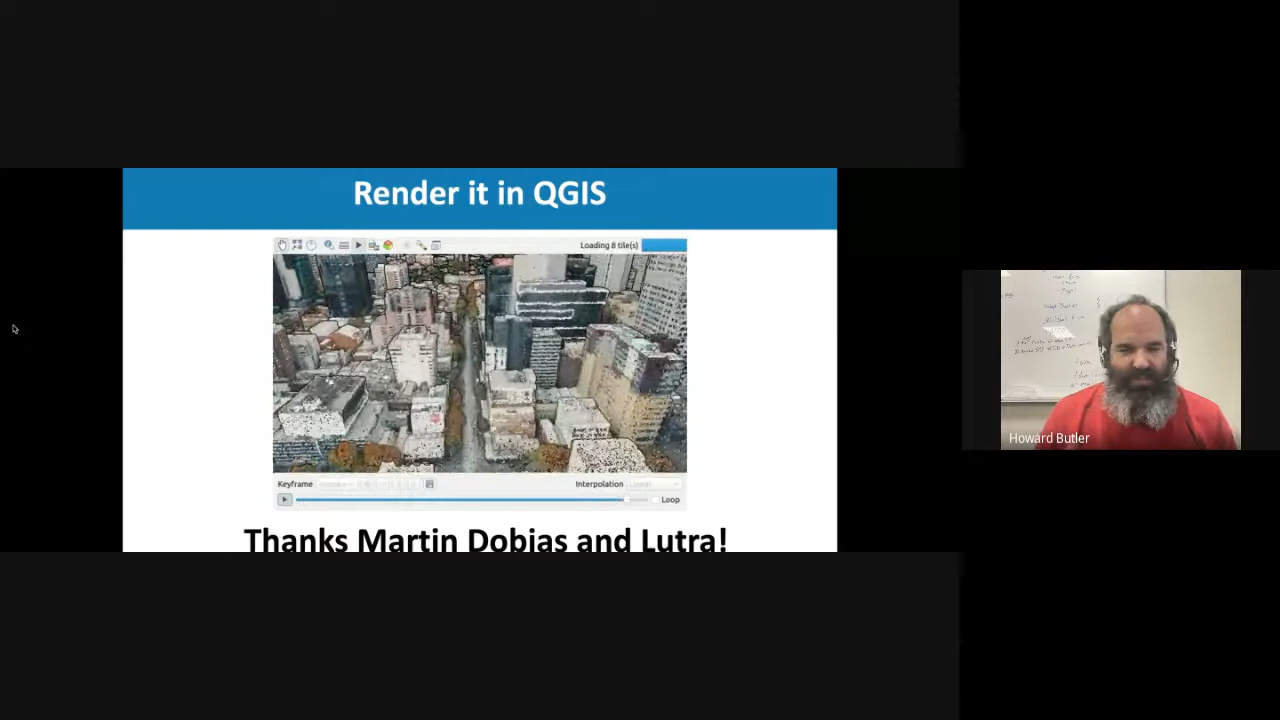 Render it in QGIS
Loading 8 tile(s)
Keyframe
Interpolation
Loop
Thanks Martin Dobias and Lutra!
Howard Butler